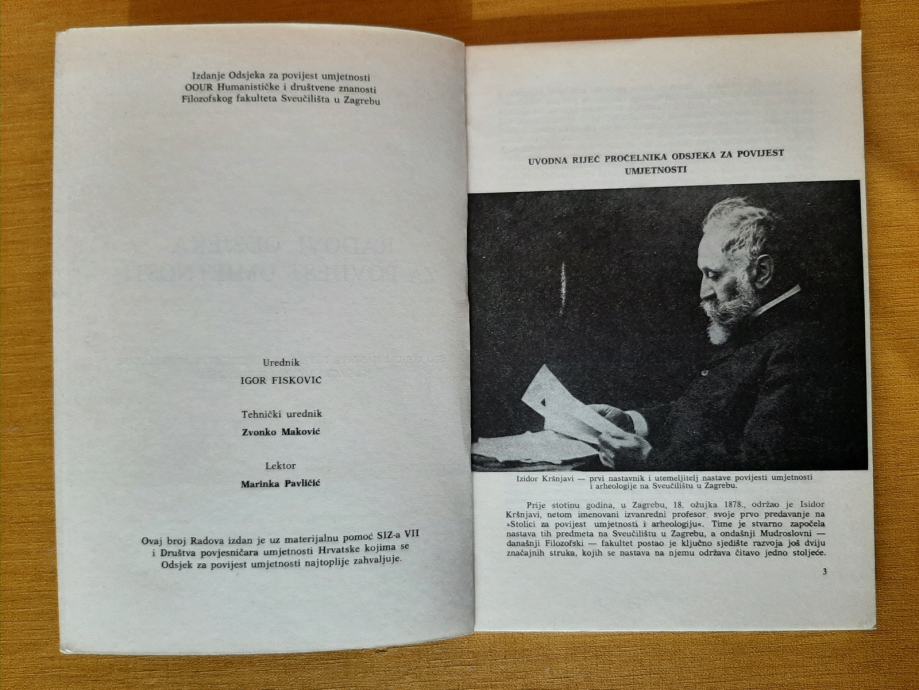 Izdanje Odsjeka za povijest umjetnosti
OOUR Humanističke i društvene znanosti
Filozofskog fakulteta Sveučilišta u Zagrebu
Urednik
IGOR FISKOVIĆ
Tehnički urednik
Zvonko Maković
Lektor
Marinka Pavličić
Ovaj broj Radova izdan je uz materijalnu pomoć SIZ-a VII
i Društva povjesničara umjetnosti Hrvatske kojima se
Odsjek za povijest umjetnosti najtoplije zahvaljuje.
UVODNA RIJEČ PROČELNIKA ODSJEKA ZA POVIJEST
UMJETNOSTI
Izidor Kršnjavi — prvi nastavnik i utemeljitelj nastave povijesti umjetnosti
i arheologije na Sveučilištu u Zagrebu.
Prije stotinu godina, u Zagrebu, 18. ožujka 1878., održao je Isidor
Kršnjavi, netom imenovani izvanredni profesor, svoje prvo predavanje na
»Stolici za povijest umjetnosti i arheologiju«. Time je stvarno započela
nastava tih predmeta na Sveučilištu u Zagrebu, a ondašnji Mudroslovni —
današnji Filozofski — fakultet postao je ključno sjedište razvoja još dviju
značajnih struka, kojih se nastava na njemu održava čitavo jedno stoljeće.
3